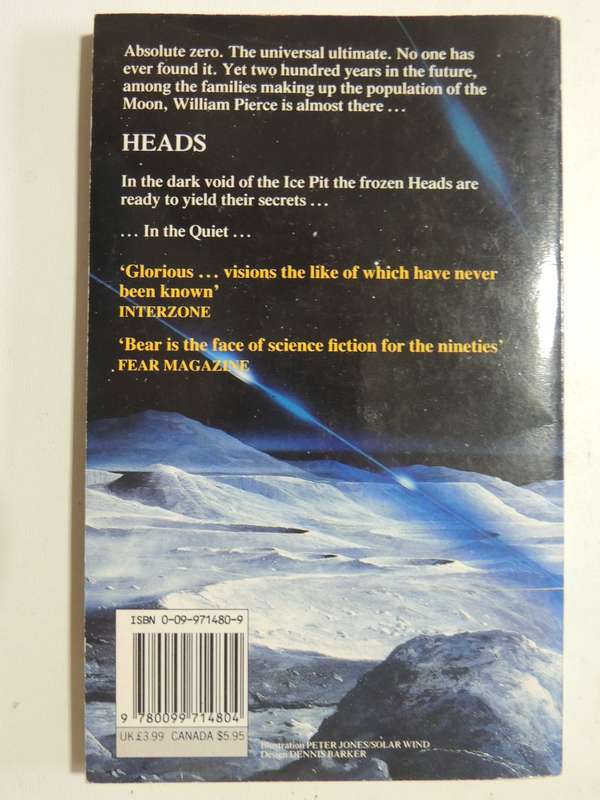 Absolute zero. The universal ultimate. No one has
ever found it. Yet two hundred years in the future,
among the families making up the population of the
Moon, William Pierce is almost there ...
HEADS
In the dark void of the Ice Pit the frozen Heads are
ready to yield their secrets ...
... In the Quiet ...
‘Glorious ... visions the like of which have never
been known’
INTERZONE
‘Bear is the face of science fiction for the nineties’
FEAR MAGAZINE
ISBN 0-09-971480-9
9 780099 714804
UK £3.99 CANADA $5.95
Illustration PETER JONES/SOLAR WIND
Design DENNIS BARKER